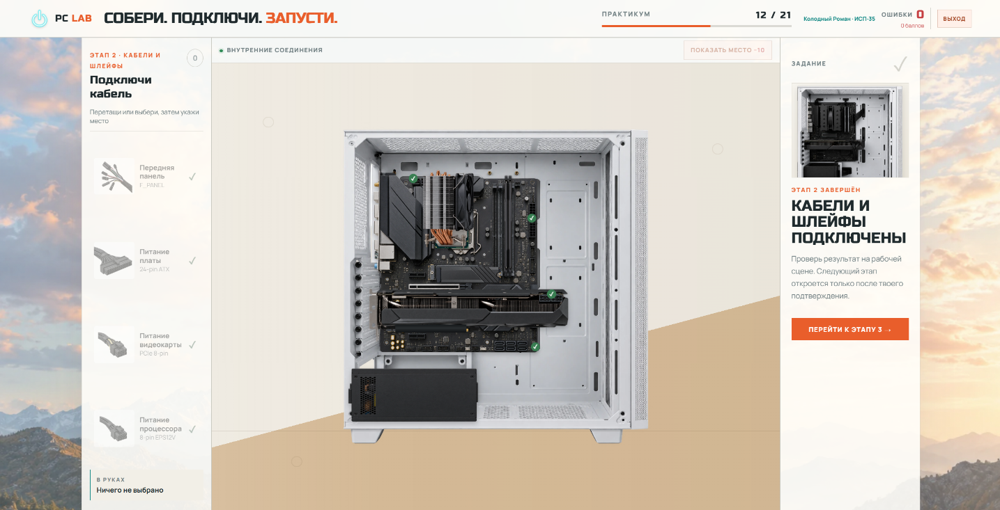 PC LAB
СОБЕРИ. ПОДКЛЮЧИ. ЗАПУСТИ.
ПРАКТИКУМ
12 / 21
Колодный Роман · ИСП-35
ОШИБКИ 0
0 баллов
ВЫХОД
ЭТАП 2 · КАБЕЛИ И
ШЛЕЙФЫ
0
Подключи
кабель
Перетащи или выбери, затем укажи
место
Передняя
панель
F_PANEL
Питание
платы
24-pin ATX
Питание
видеокарты
PCIe 8-pin
Питание
процессора
8-pin EPS12V
В РУКАХ
Ничего не выбрано
ВНУТРЕННИЕ СОЕДИНЕНИЯ
ПОКАЗАТЬ МЕСТО -10
ЗАДАНИЕ
ЭТАП 2 ЗАВЕРШЁН
КАБЕЛИ И
ШЛЕЙФЫ
ПОДКЛЮЧЕНЫ
Проверь результат на рабочей
сцене. Следующий этап
откроется только после твоего
подтверждения.
ПЕРЕЙТИ К ЭТАПУ 3 →